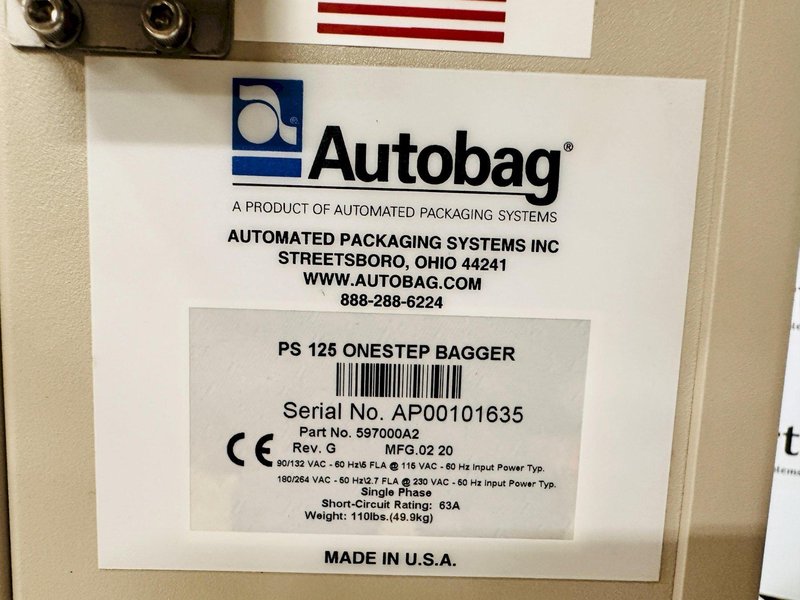 Autobag®
A PRODUCT OF AUTOMATED PACKAGING SYSTEMS
AUTOMATED PACKAGING SYSTEMS INC
STREETSBORO, OHIO 44241
WWW.AUTOBAG.COM
888-288-6224
PS 125 ONESTEP BAGGER
Serial No. AP00101635
Part No. 597000A2
CE Rev. G MFG.02 20
90/132 VAC - 60 Hz\5 FLA @ 115 VAC - 60 Hz Input Power Typ.
180/264 VAC - 60 Hz\2.7 FLA @ 230 VAC - 60 Hz Input Power Typ.
Single Phase
Short-Circuit Rating: 63A
Weight: 110lbs.(49.9kg)
MADE IN U.S.A.